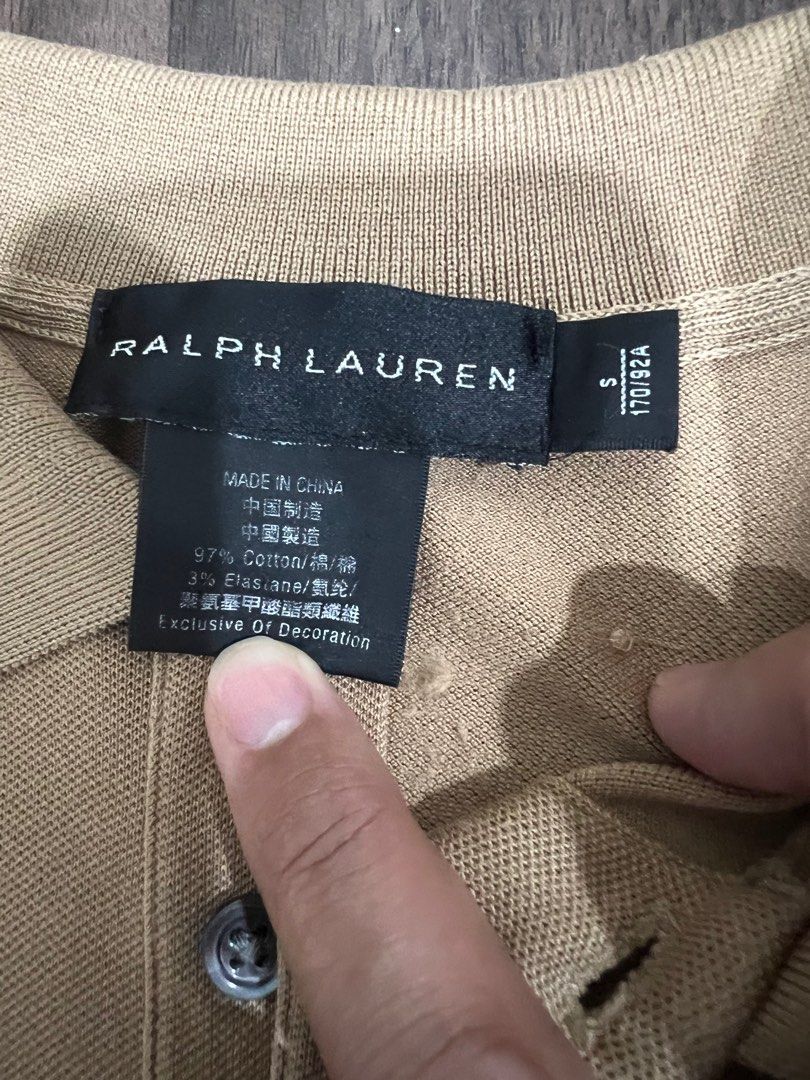 RALPH LAUREN
S
170/92A
MADE IN CHINA
中国制造
中國製造
97% Cotton/棉/棉
3% Elastane/氨纶/
聚氨基甲酸酯類纖維
Exclusive Of Decoration